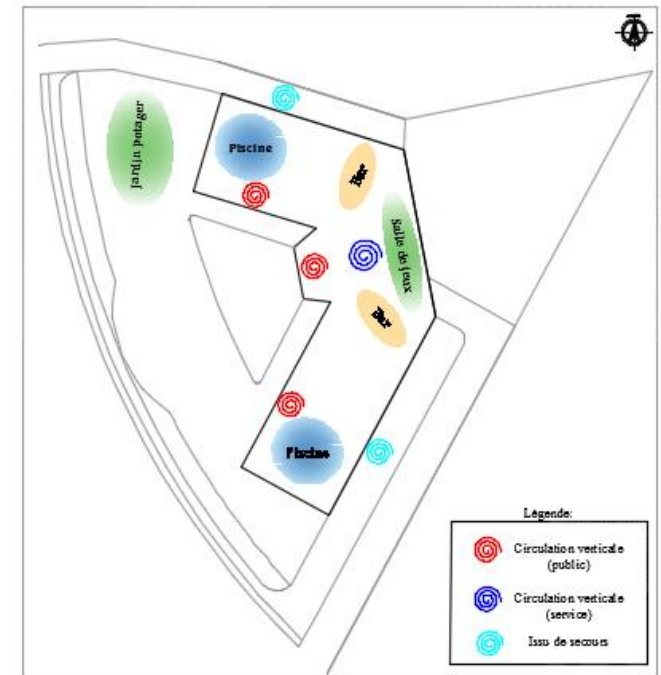 Jardin Potager
Piscine
Bar
Salle de jeux
Bar
Piscine
Légende:
Circulation verticale
(public)
Circulation verticale
(service)
Issu de secours